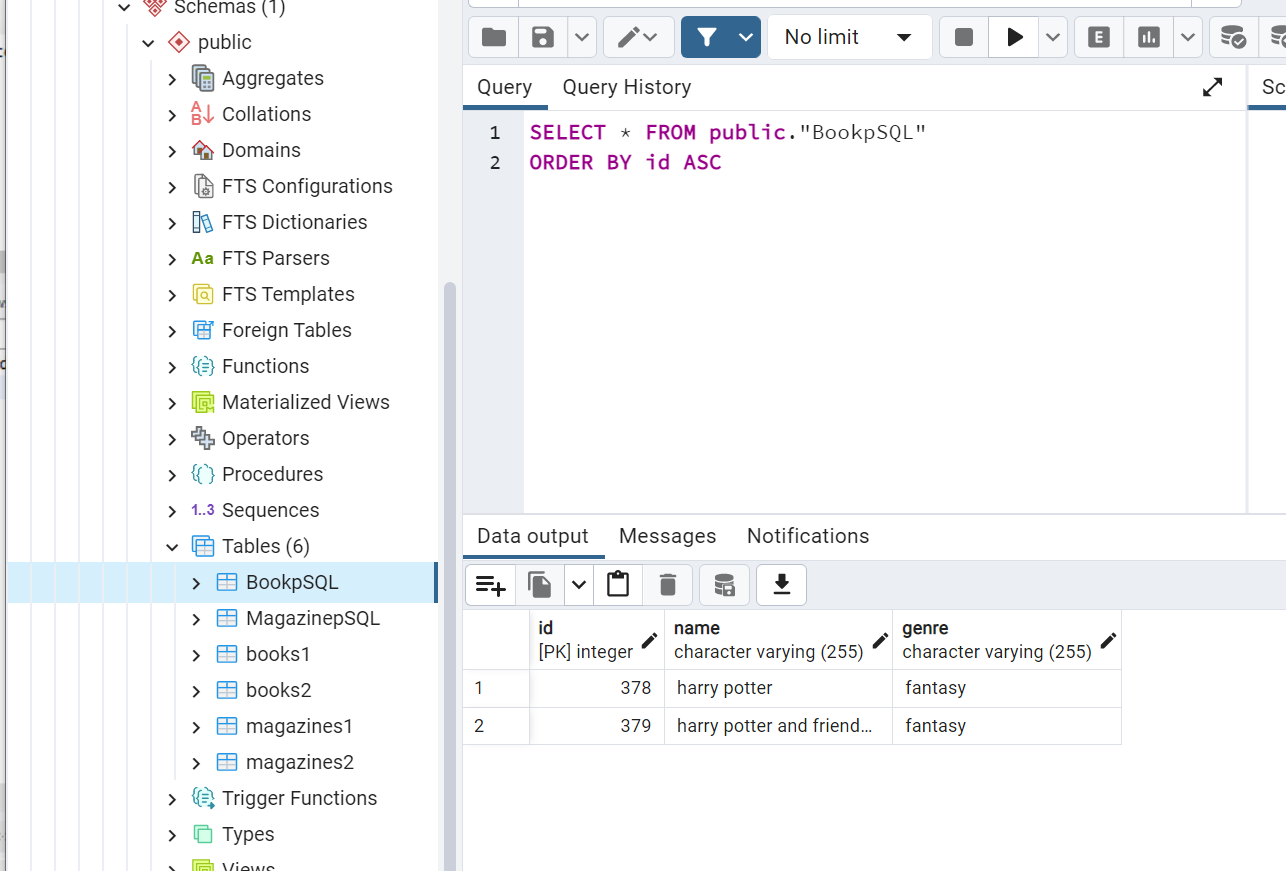 Schemas (1)
public
Aggregates
Collations
Domains
FTS Configurations
FTS Dictionaries
Aa FTS Parsers
FTS Templates
Foreign Tables
Functions
Materialized Views
Operators
Procedures
1..3 Sequences
Tables (6)
BookpSQL
MagazinepSQL
books1
books2
magazines1
magazines2
Trigger Functions
Types
Views
No limit
E
Query Query History
Sc
1 SELECT * FROM public."BookpSQL"
2 ORDER BY id ASC
Data output Messages Notifications
id name genre
[PK] integer character varying (255) character varying (255)
1 378 harry potter fantasy
2 379 harry potter and friend... fantasy